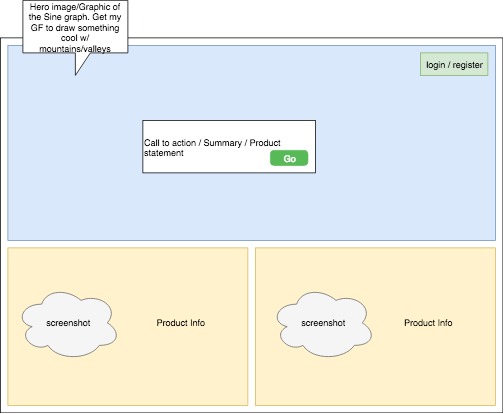 Hero image/Graphic of
the Sine graph. Get my
GF to draw something
cool w/
mountains/valleys
login / register
Call to action / Summary / Product
statement
Go
screenshot
Product Info
screenshot
Product Info